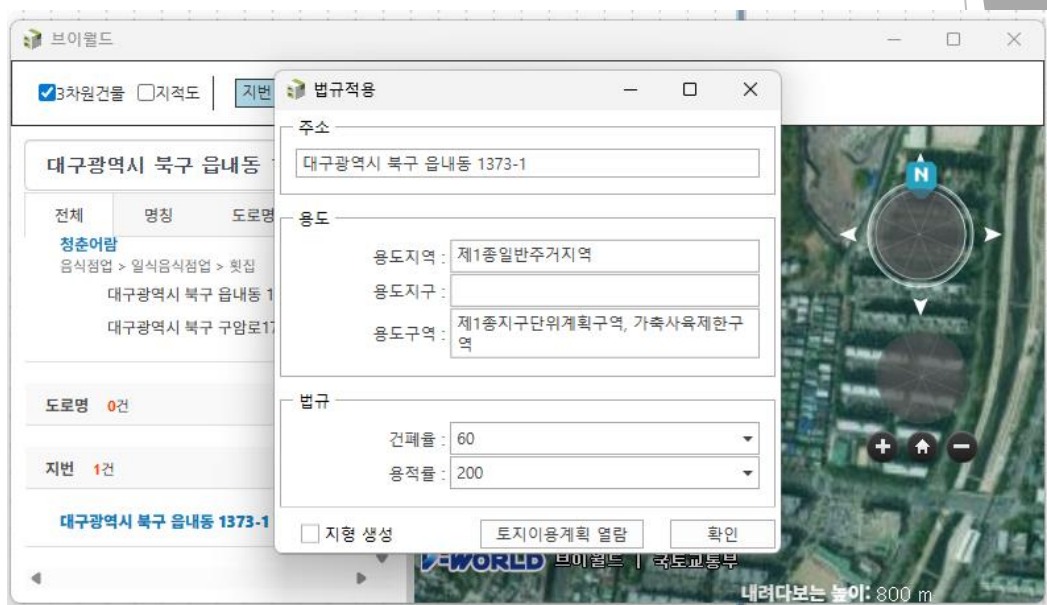 브이월드
3차원건물 지적도 지번
대구광역시 북구 읍내동
전체 명칭 도로명
청춘어람
음식점업 > 일식음식점업 > 횟집
대구광역시 북구 읍내동 1
대구광역시 북구 구암로17
도로명 0건
지번 1건
대구광역시 북구 읍내동 1373-1
법규적용
주소
대구광역시 북구 읍내동 1373-1
용도
용도지역 : 제1종일반주거지역
용도지구 :
용도구역 : 제1종지구단위계획구역, 가축사육제한구
역
법규
건폐율 : 60
용적률 : 200
지형 생성 토지이용계획 열람 확인
N
V-WORLD 브이월드 | 국토교통부
내려다보는 높이: 800 m